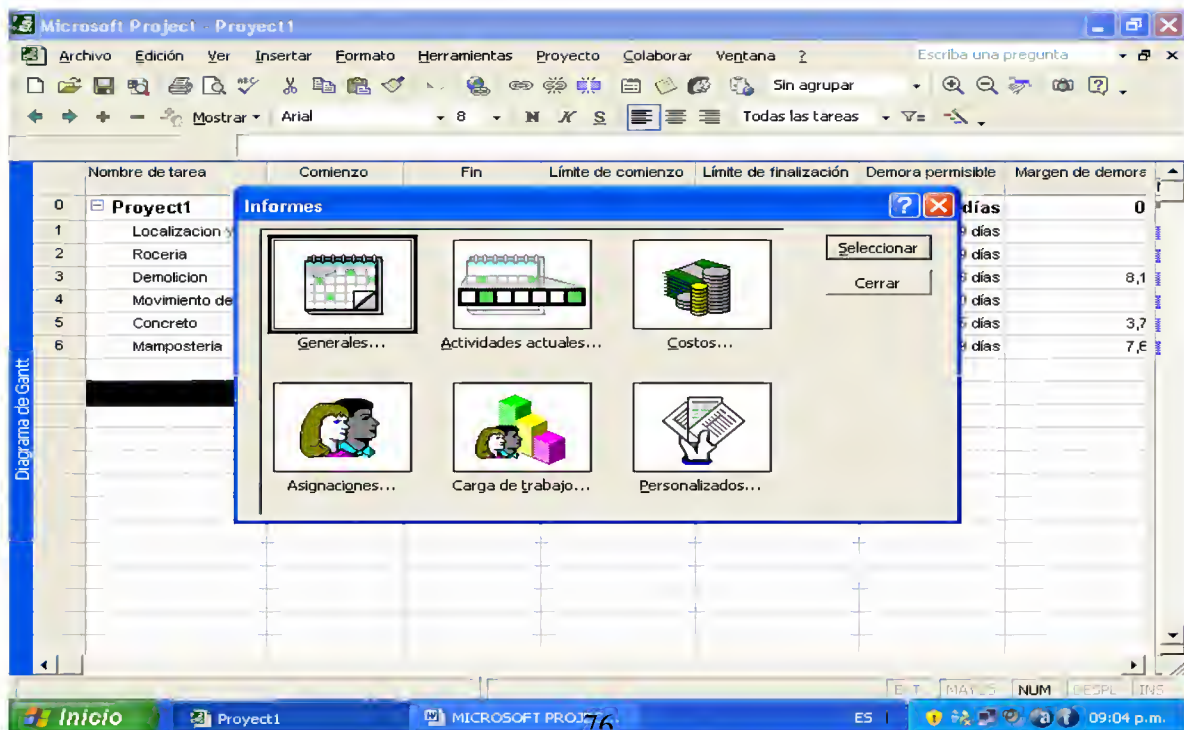 Microsoft Project - Proyect1
Archivo Edición Ver Insertar Formato Herramientas Proyecto Colaborar Ventana ? Escriba una pregunta
Sin agrupar
Mostrar Arial 8 N K S Todas las tareas
Nombre de tarea Comienzo Fin Límite de comienzo Límite de finalización Demora permisible Margen de demora
0 Proyect1 días 0
1 Localizacion y días
2 Roceria días
3 Demolicion días 8,1
4 Movimiento de días
5 Concreto días 3,7
6 Mamposteria días 7,6
Informes
Seleccionar
Cerrar
Generales... Actividades actuales... Costos...
Asignaciones... Carga de trabajo... Personalizados...
Diagrama de Gantt
NUM DESPL INS
Inicio Proyect1 MICROSOFT PROJ ES 09:04 p.m.
76